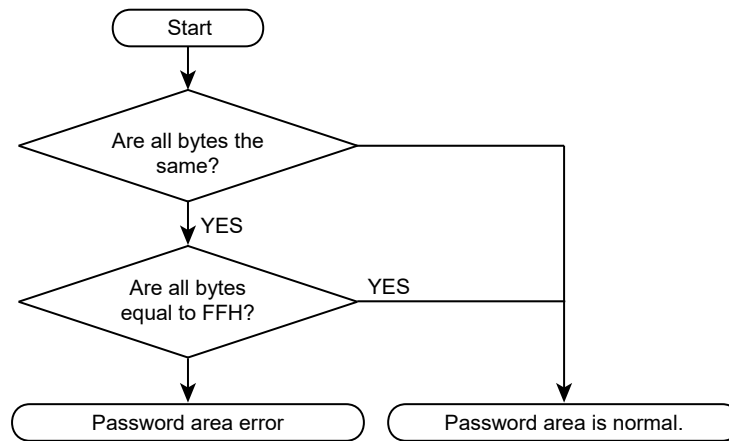 Start
Are all bytes the
same?
YES
Are all bytes
equal to FFH?
YES
Password area error
Password area is normal.